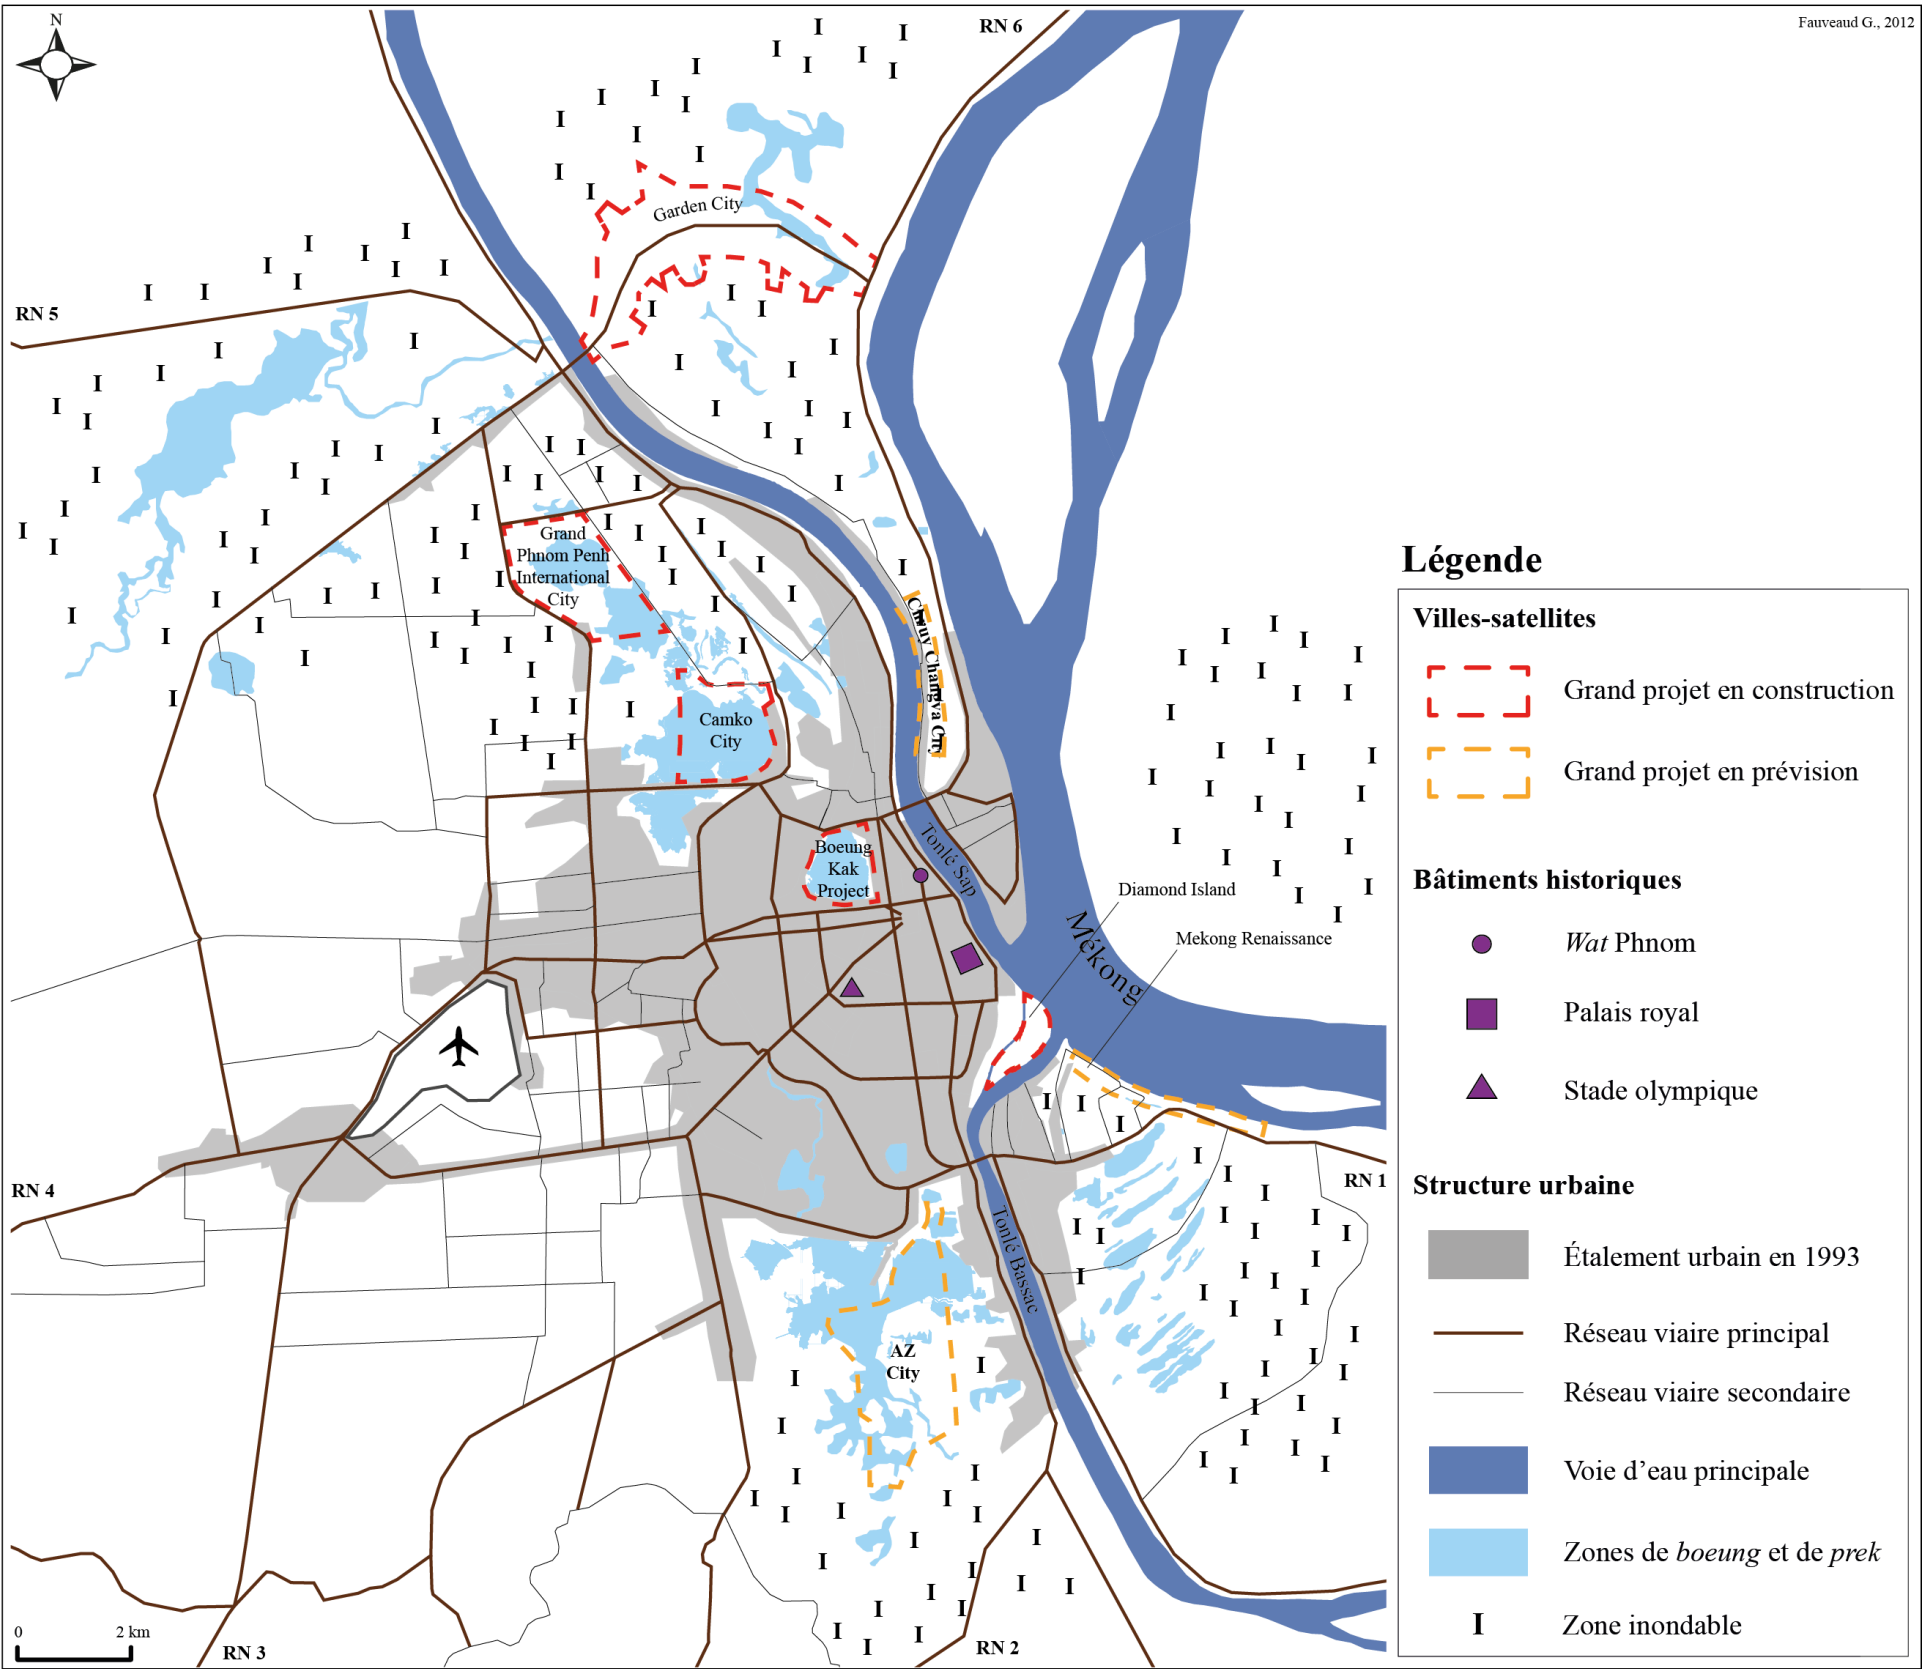 N
RN 6
Fauveaud G., 2012
Garden City
RN 5
Grand
Phnom Penh
International
City
Chruy Changva City
Camko
City
Boeung
Kak
Project
Tonlé Sap
Diamond Island
Mekong Renaissance
Mékong
RN 4
RN 1
Tonlé Bassac
AZ
City
0 2 km
RN 3
RN 2
Légende
Villes-satellites
Grand projet en construction
Grand projet en prévision
Bâtiments historiques
Wat Phnom
Palais royal
Stade olympique
Structure urbaine
Étalement urbain en 1993
Réseau viaire principal
Réseau viaire secondaire
Voie d’eau principale
Zones de boeung et de prek
I Zone inondable